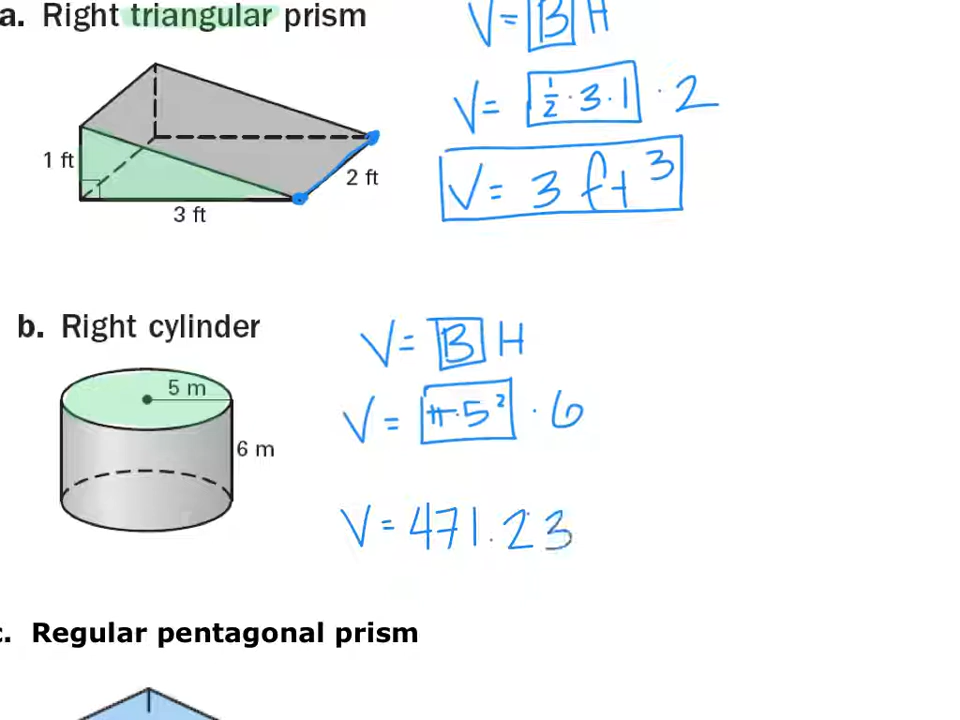 a. Right triangular prism
V = B H
V = 1/2 · 3 · 1 · 2
1 ft
2 ft
V = 3 ft³
3 ft
b. Right cylinder
V = B H
5 m
V = π · 5² · 6
6 m
V = 471.23
c. Regular pentagonal prism